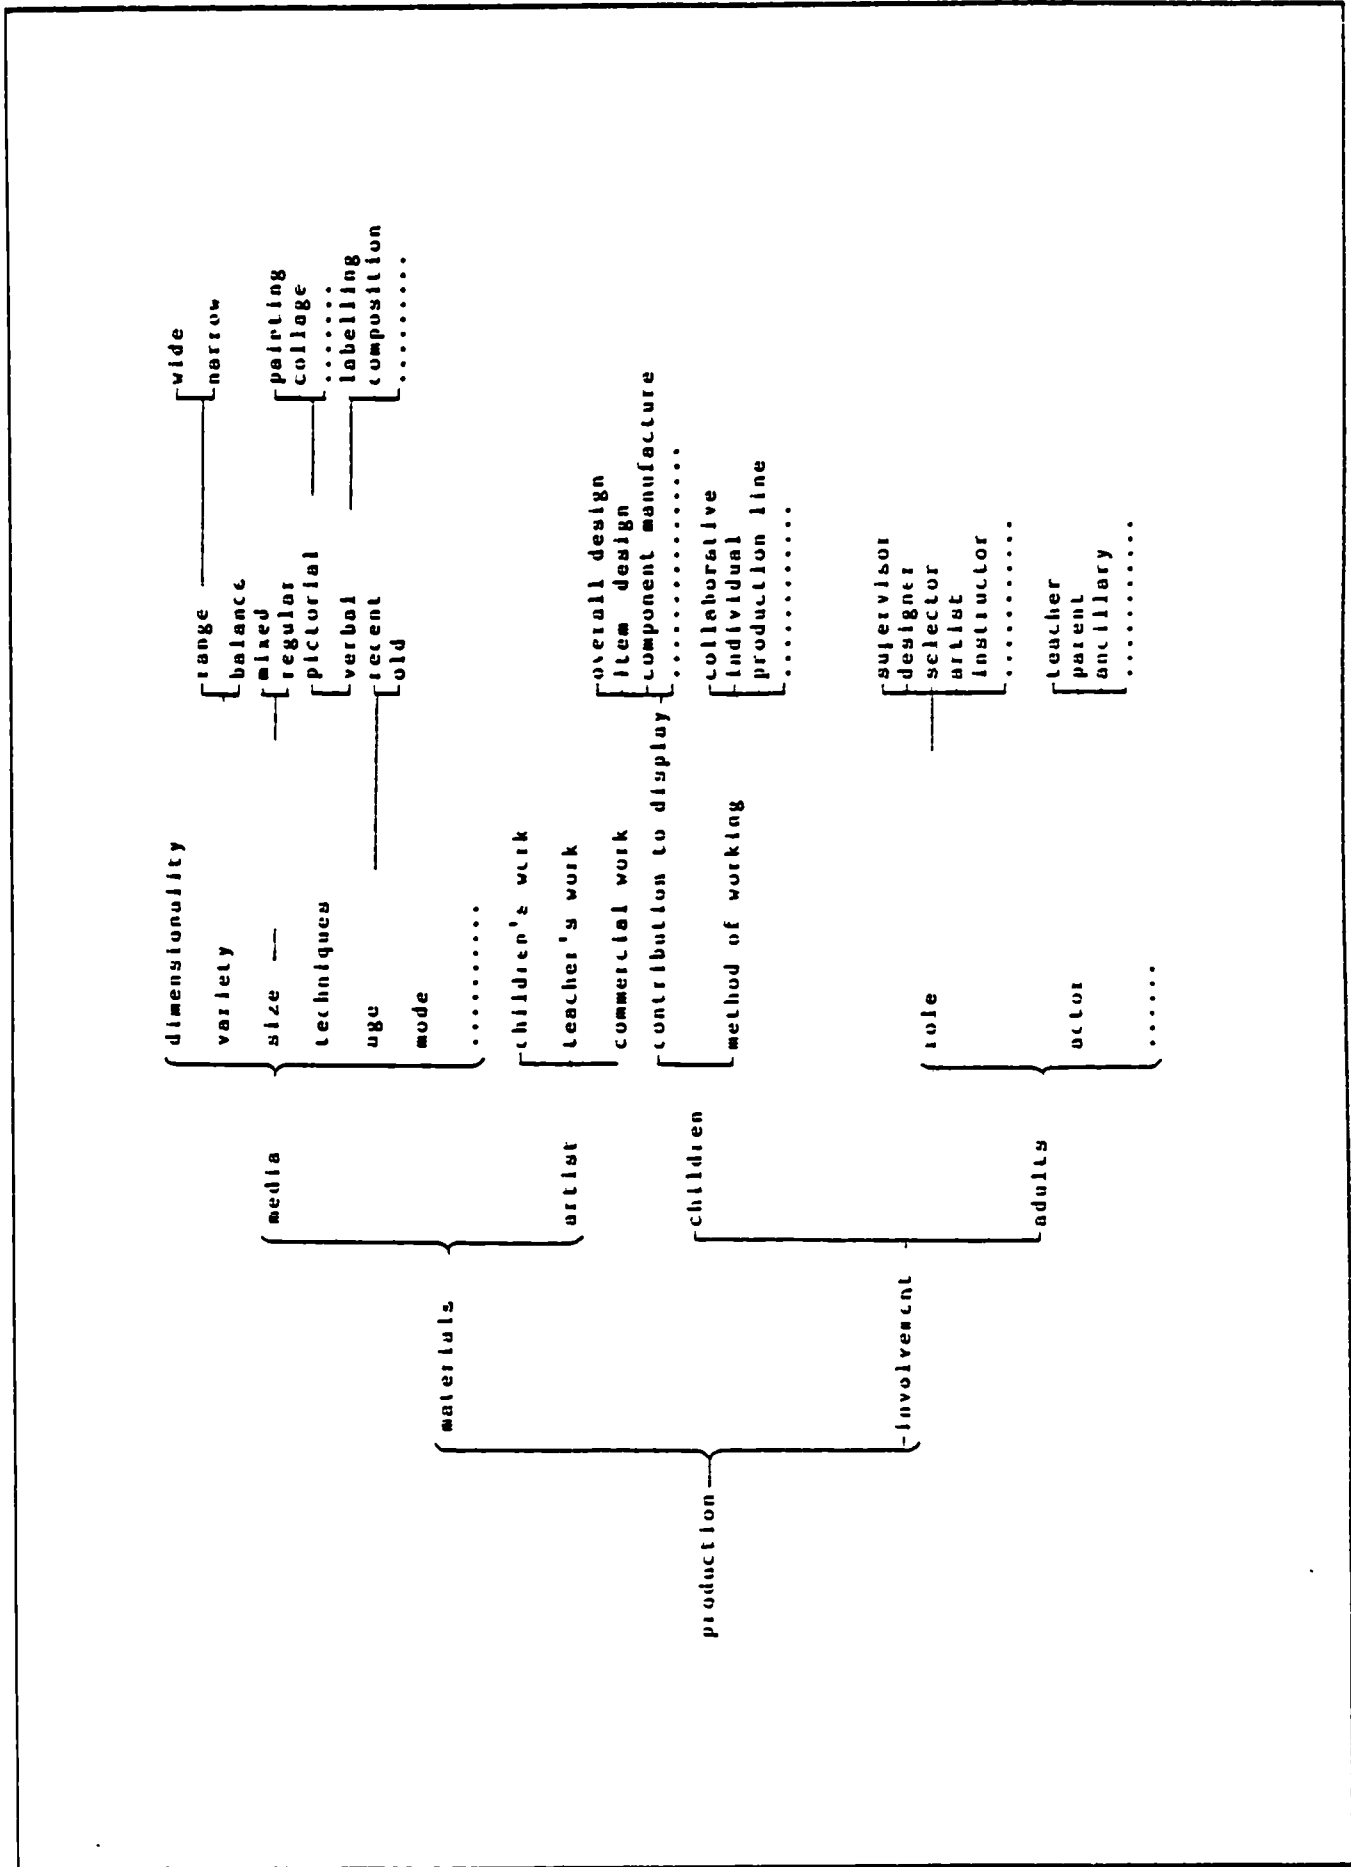 production
materials
involvement
media
artist
children
adults
dimensionality
variety
size
techniques
age
mode
..........
children's work
teacher's work
commercial work
contribution to display
method of working
role
actor
......
range
balance
mixed
regular
pictorial
verbal
recent
old
overall design
item design
component manufacture
................
collaborative
individual
production line
............
supervisor
designer
selector
artist
instructor
...........
teacher
parent
ancillary
...........
wide
narrow
painting
collage
.......
labelling
composition
..........